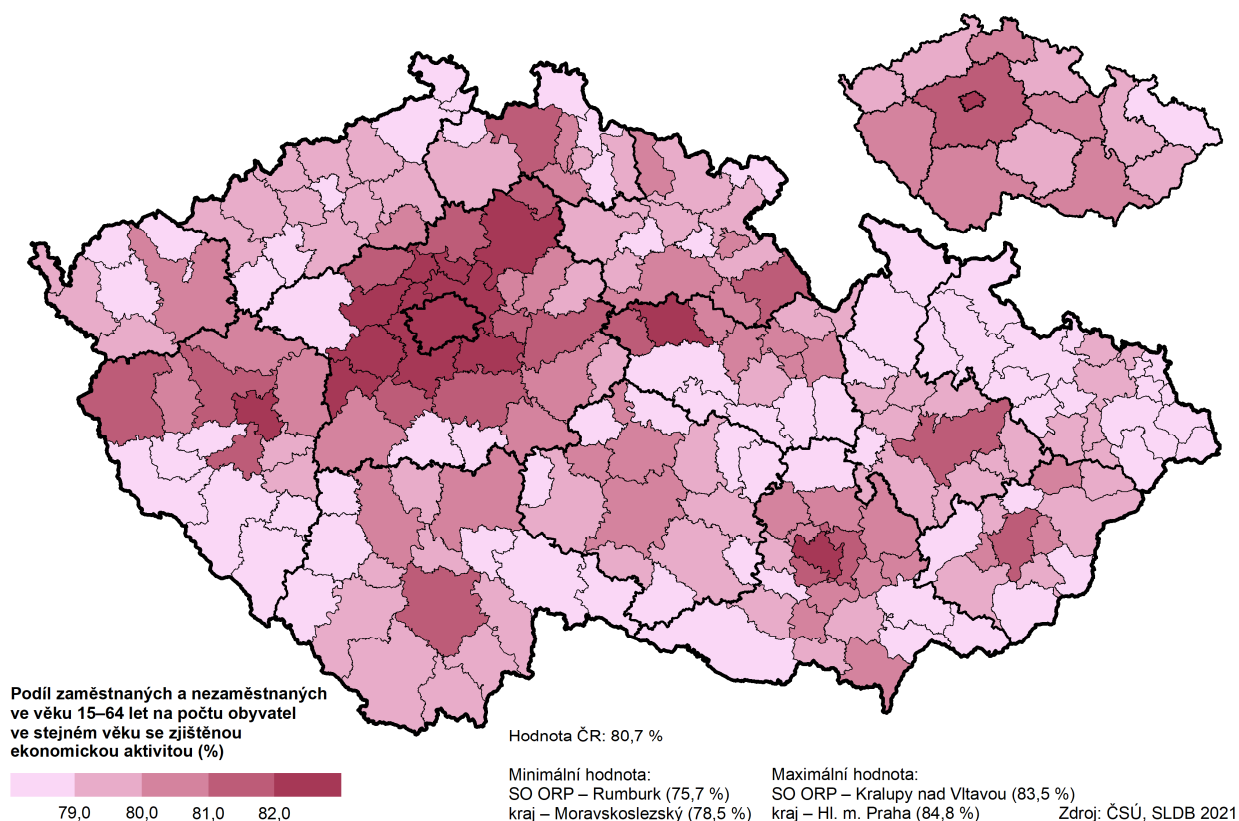 Podíl zaměstnaných a nezaměstnaných
ve věku 15–64 let na počtu obyvatel
ve stejném věku se zjištěnou
ekonomickou aktivitou (%)
79,0 80,0 81,0 82,0
Hodnota ČR: 80,7 %
Minimální hodnota:
SO ORP – Rumburk (75,7 %)
kraj – Moravskoslezský (78,5 %)
Maximální hodnota:
SO ORP – Kralupy nad Vltavou (83,5 %)
kraj – Hl. m. Praha (84,8 %)
Zdroj: ČSÚ, SLDB 2021